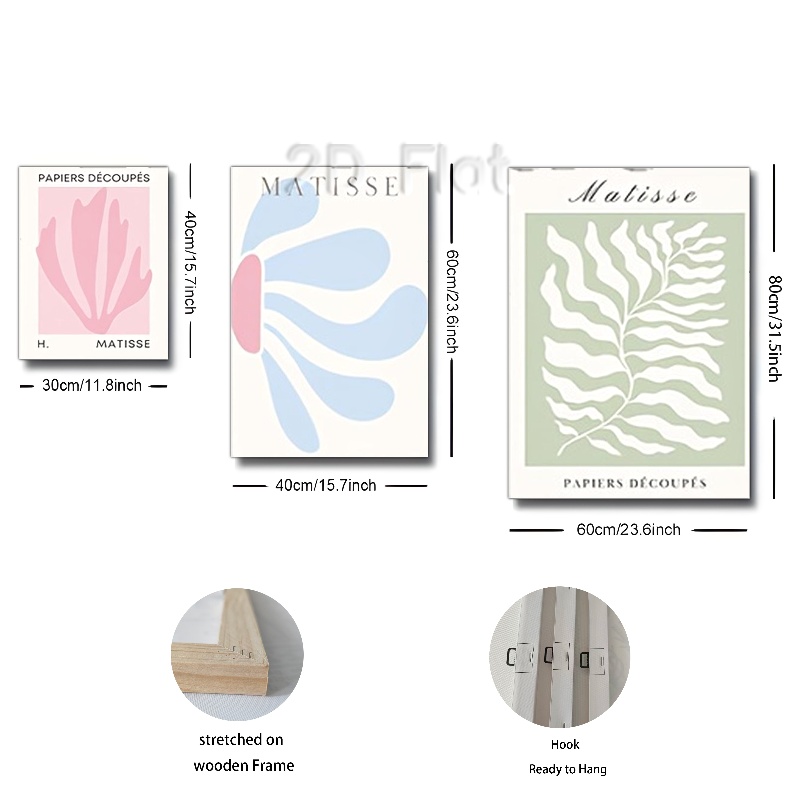 2D Flat
PAPIERS DÉCOUPÉS
H. MATISSE
40cm/15.7inch
30cm/11.8inch
MATISSE
60cm/23.6inch
40cm/15.7inch
Matisse
PAPIERS DÉCOUPÉS
80cm/31.5inch
60cm/23.6inch
stretched on
wooden Frame
Hook
Ready to Hang